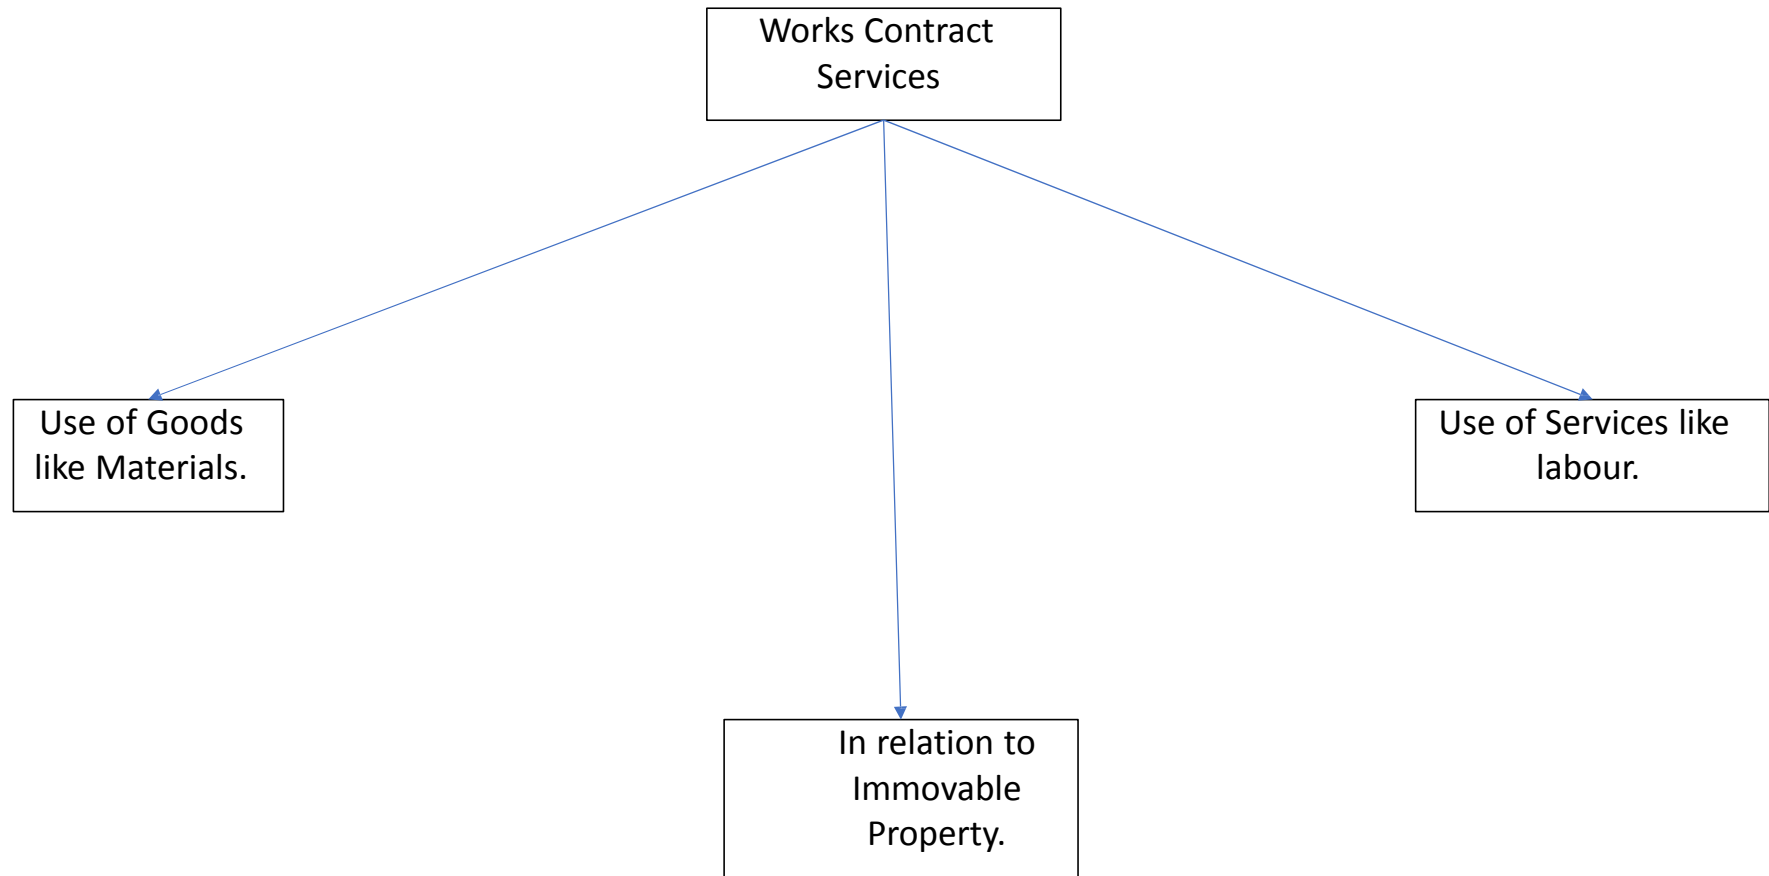 Works Contract
Services
Use of Goods
like Materials.
Use of Services like
labour.
In relation to
Immovable
Property.